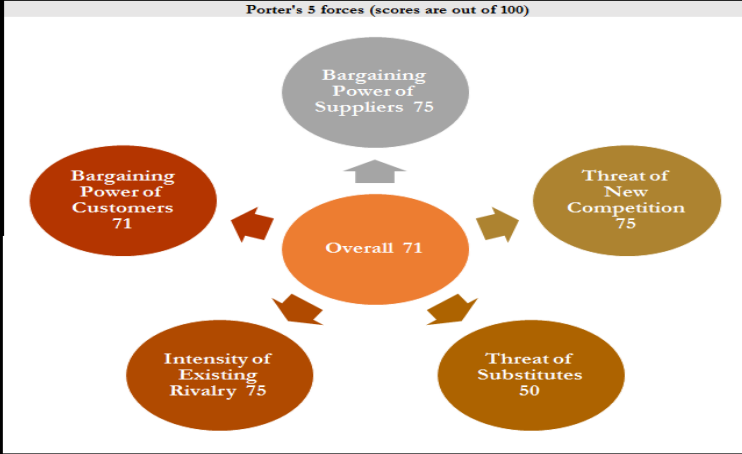 Porter's 5 forces (scores are out of 100)
Bargaining
Power of
Suppliers 75
Bargaining
Power of
Customers
71
Threat of
New
Competition
75
Overall 71
Intensity of
Existing
Rivalry 75
Threat of
Substitutes
50